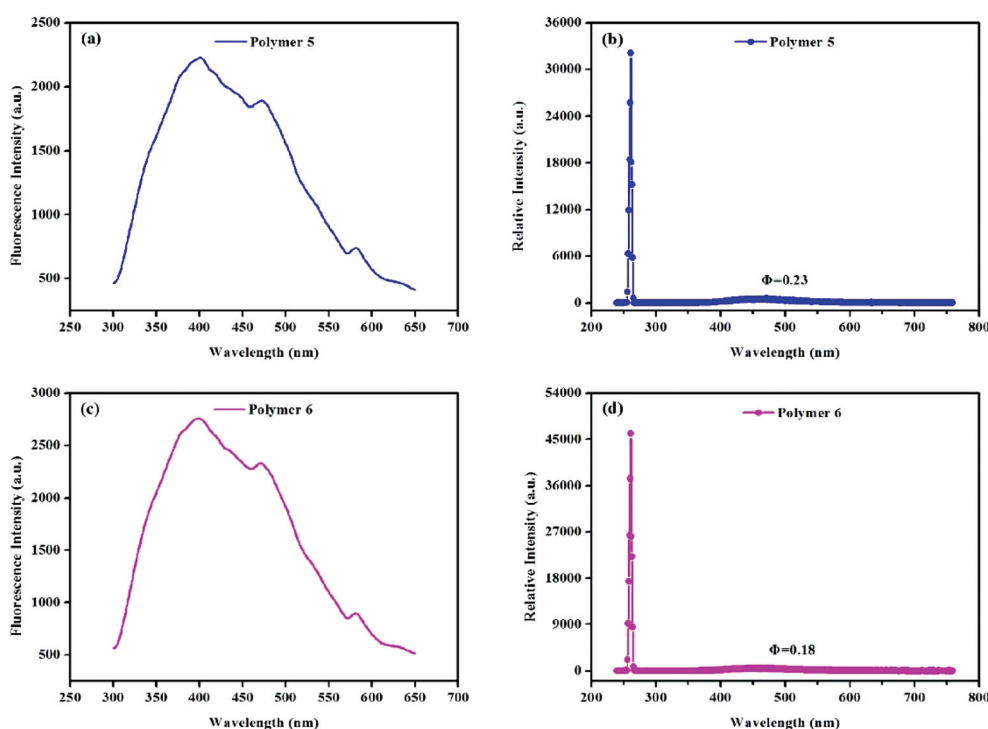 (a)
Polymer 5
2500
2000
1500
1000
500
Fluorescence Intensity (a.u.)
250 300 350 400 450 500 550 600 650 700
Wavelength (nm)
(b)
Polymer 5
36000
30000
24000
18000
12000
6000
0
Relative Intensity (a.u.)
Φ=0.23
200 300 400 500 600 700 800
Wavelength (nm)
(c)
Polymer 6
3000
2500
2000
1500
1000
500
Fluorescence Intensity (a.u.)
250 300 350 400 450 500 550 600 650 700
Wavelength (nm)
(d)
Polymer 6
54000
45000
36000
27000
18000
9000
0
Relative Intensity (a.u.)
Φ=0.18
200 300 400 500 600 700 800
Wavelength (nm)